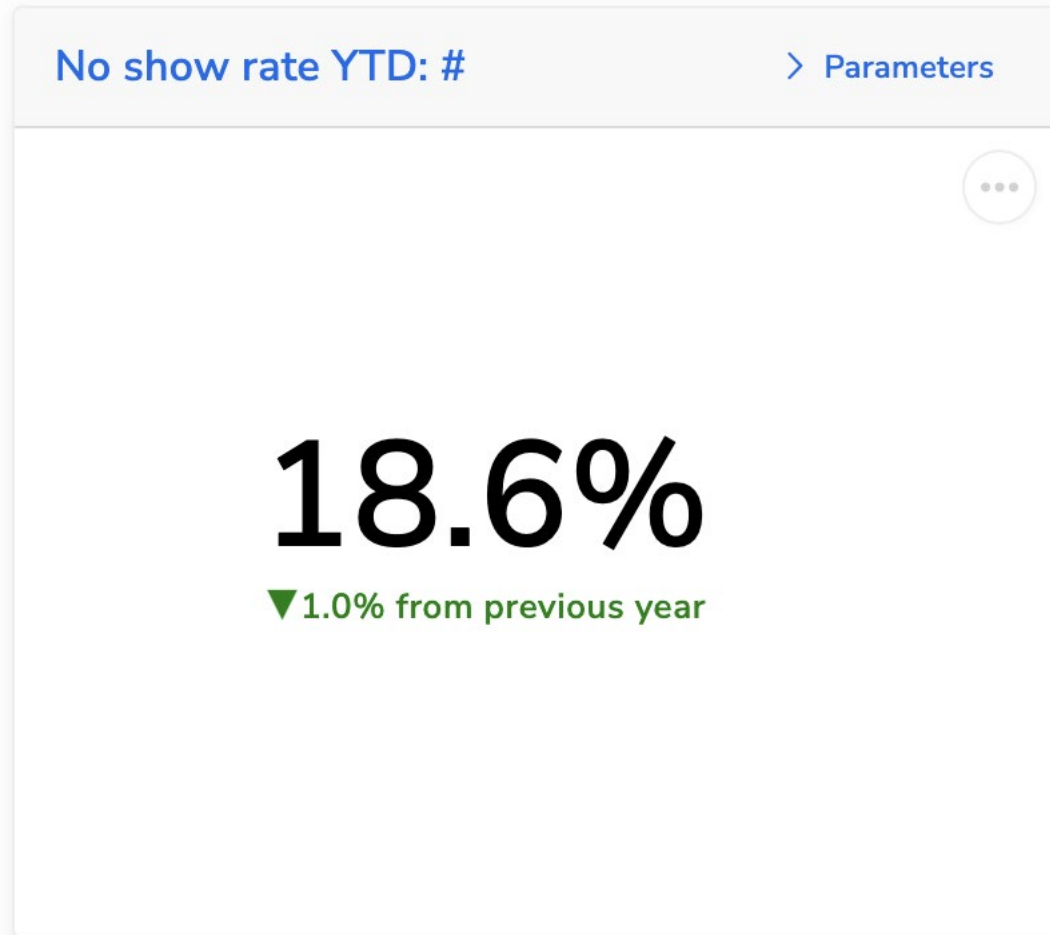 No show rate YTD: #
Parameters
18.6%
▼1.0% from previous year